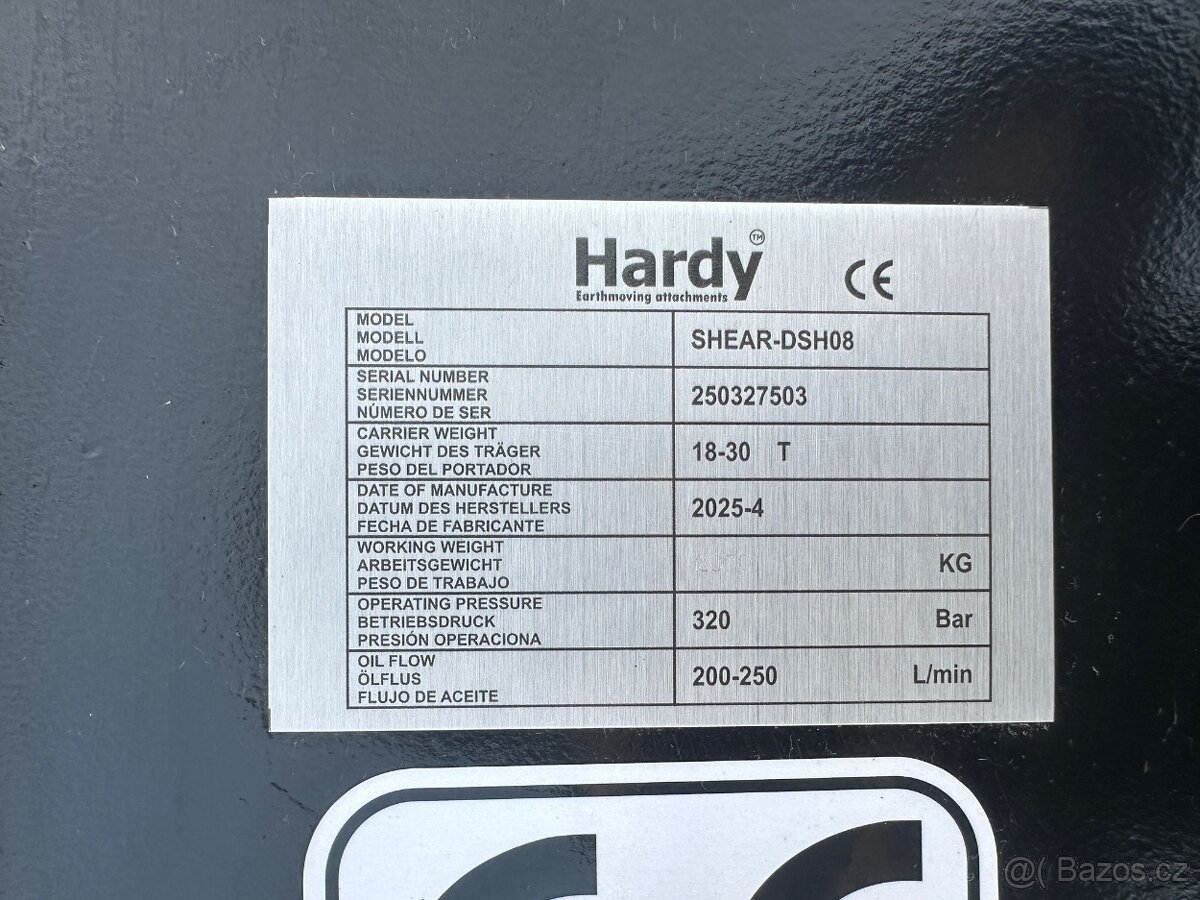 Hardy™
Earthmoving attachments
CE
MODEL
MODELL
MODELO
SHEAR-DSH08
SERIAL NUMBER
SERIENNUMMER
NÚMERO DE SER
250327503
CARRIER WEIGHT
GEWICHT DES TRÄGER
PESO DEL PORTADOR
18-30 T
DATE OF MANUFACTURE
DATUM DES HERSTELLERS
FECHA DE FABRICANTE
2025-4
WORKING WEIGHT
ARBEITSGEWICHT
PESO DE TRABAJO
KG
OPERATING PRESSURE
BETRIEBSDRUCK
PRESIÓN OPERACIONA
320 Bar
OIL FLOW
ÖLFLUS
FLUJO DE ACEITE
200-250 L/min
@( Bazos.cz